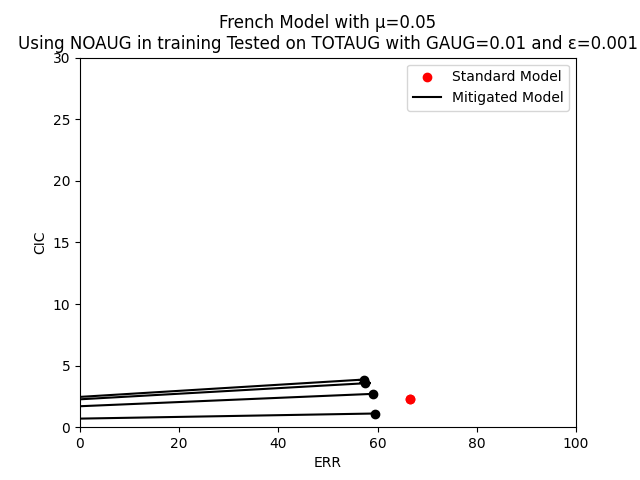 French Model with μ=0.05
Using NOAUG in training Tested on TOTAUG with GAUG=0.01 and ε=0.001
Standard Model
Mitigated Model
30
25
20
15
10
5
0
CIC
0 20 40 60 80 100
ERR